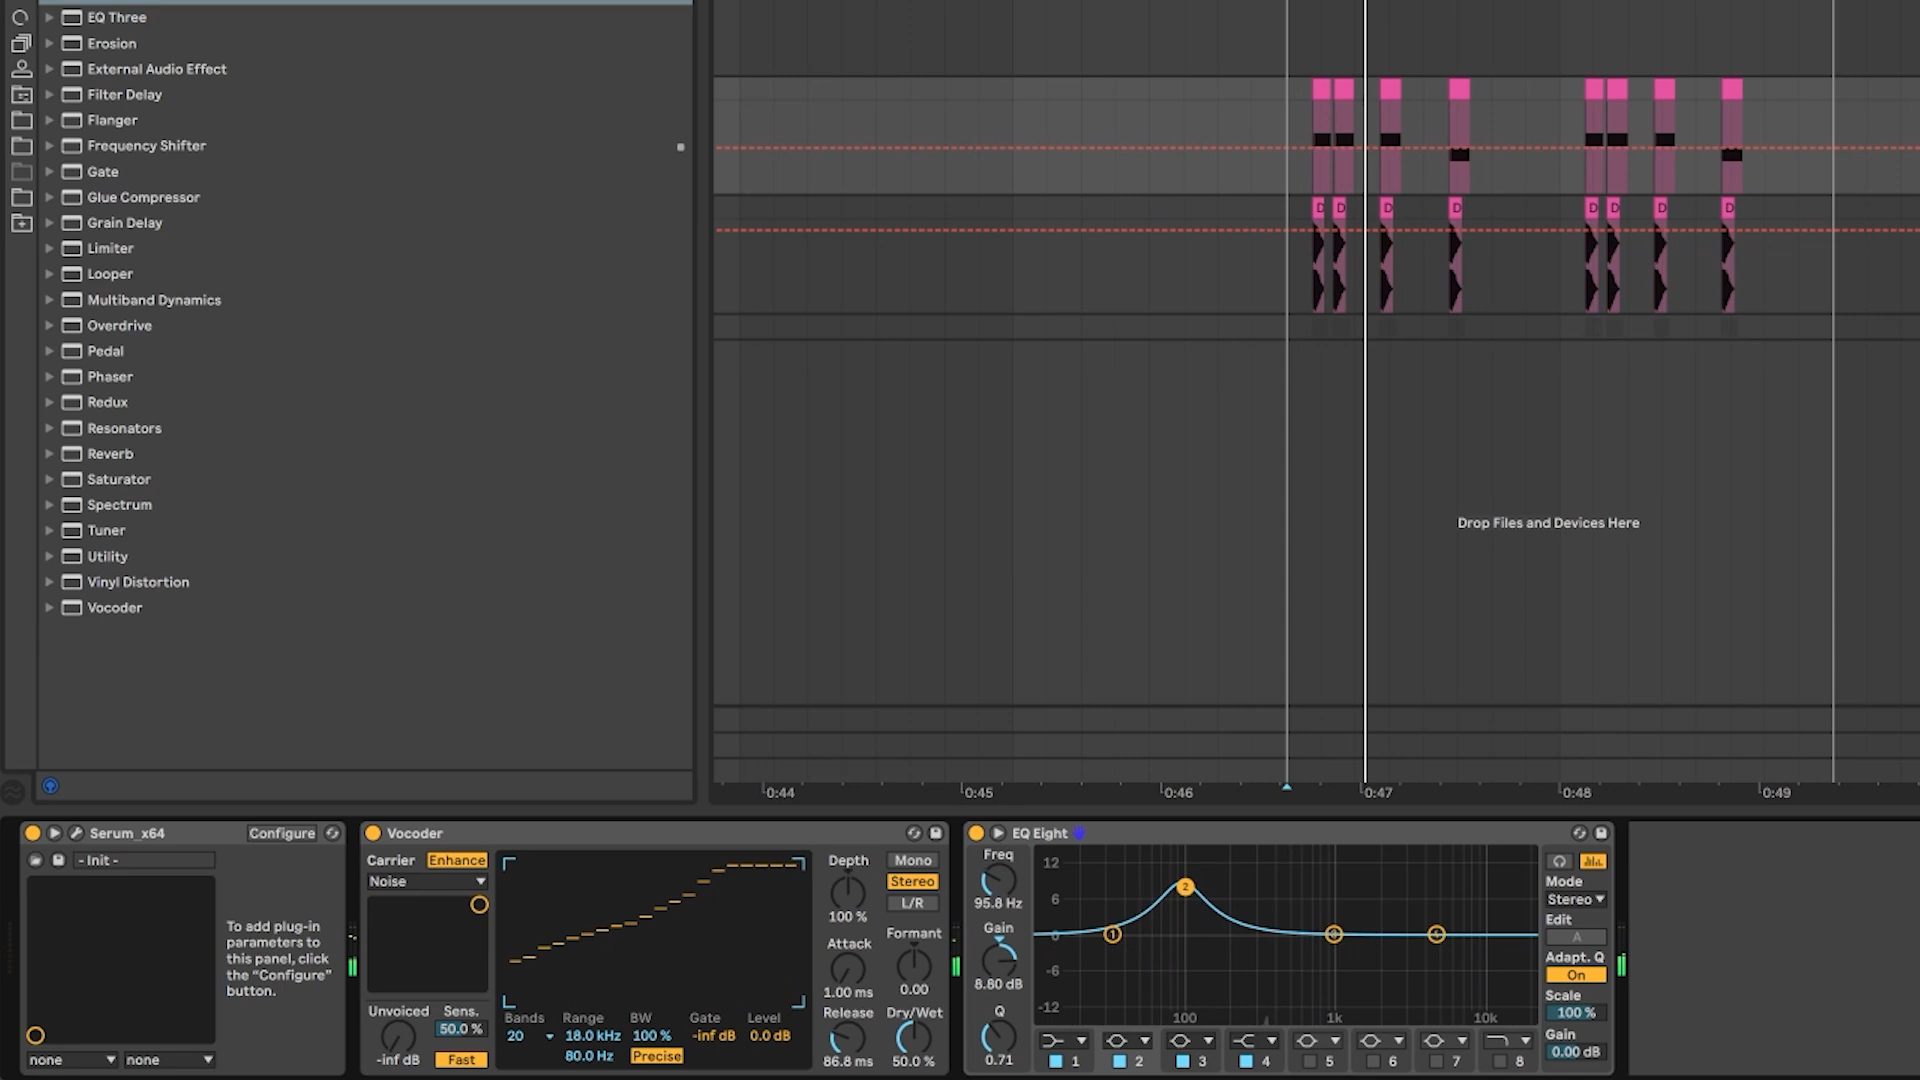 EQ Three
Erosion
External Audio Effect
Filter Delay
Flanger
Frequency Shifter
Gate
Glue Compressor
Grain Delay
Limiter
Looper
Multiband Dynamics
Overdrive
Pedal
Phaser
Redux
Resonators
Reverb
Saturator
Spectrum
Tuner
Utility
Vinyl Distortion
Vocoder
D D D D D D D D
Drop Files and Devices Here
0:44 0:45 0:46 0:47 0:48 0:49
Serum_x64 Configure
- Init -
To add plug-in
parameters to
this panel, click
the “Configure”
button.
none none
Vocoder
Carrier Enhance
Noise
Unvoiced Sens.
50.0 %
-inf dB Fast
Bands Range BW Gate Level
20 18.0 kHz 100 % -inf dB 0.0 dB
80.0 Hz Precise
Depth
100 %
Attack
1.00 ms
Release
86.8 ms
Mono
Stereo
L/R
Formant
0.00
Dry/Wet
50.0 %
EQ Eight
Freq
95.8 Hz
Gain
8.80 dB
Q
0.71
12
6
0
-6
-12
100 1k 10k
1 2
1 2 3 4 5 6 7 8
Mode
Stereo
Edit
A
Adapt. Q
On
Scale
100 %
Gain
0.00 dB